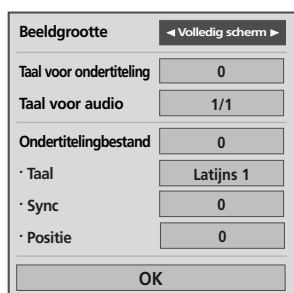 Beeldgrootte ◄ Volledig scherm ►
Taal voor ondertiteling 0
Taal voor audio 1/1
Ondertitelingbestand 0
· Taal Latijns 1
· Sync 0
· Positie 0
OK